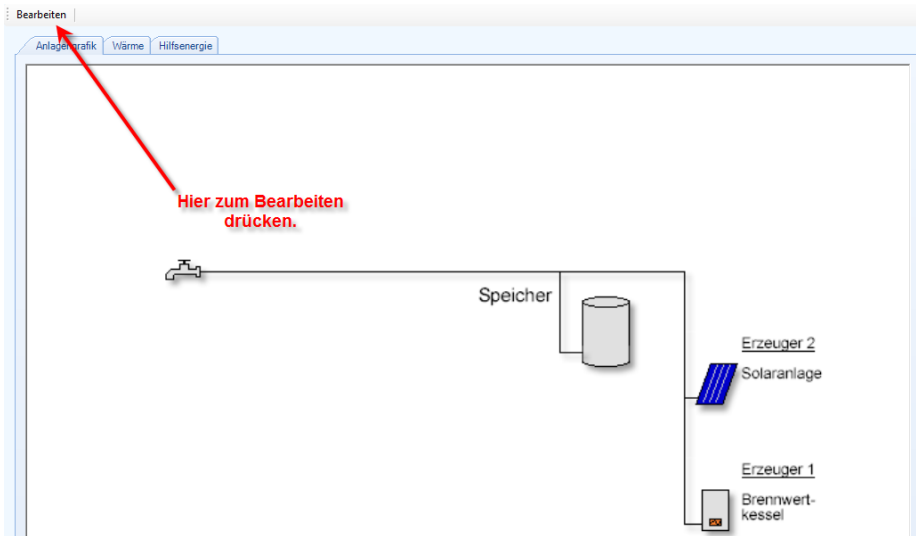 Bearbeiten
Anlagengrafik Wärme Hilfsenergie
Hier zum Bearbeiten
drücken.
Speicher
Erzeuger 2
Solaranlage
Erzeuger 1
Brennwert-
kessel